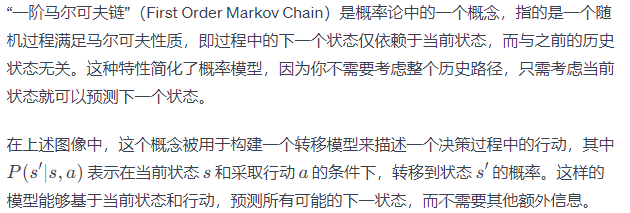 “一阶马尔可夫链”（First Order Markov Chain）是概率论中的一个概念，指的是一个随
机过程满足马尔可夫性质，即过程中的下一个状态仅依赖于当前状态，而与之前的历史
状态无关。这种特性简化了概率模型，因为你不需要考虑整个历史路径，只需考虑当前
状态就可以预测下一个状态。
在上述图像中，这个概念被用于构建一个转移模型来描述一个决策过程中的行动，其中
P(s′|s, a) 表示在当前状态 s 和采取行动 a 的条件下，转移到状态 s′ 的概率。这样的
模型能够基于当前状态和行动，预测所有可能的下一状态，而不需要其他额外信息。